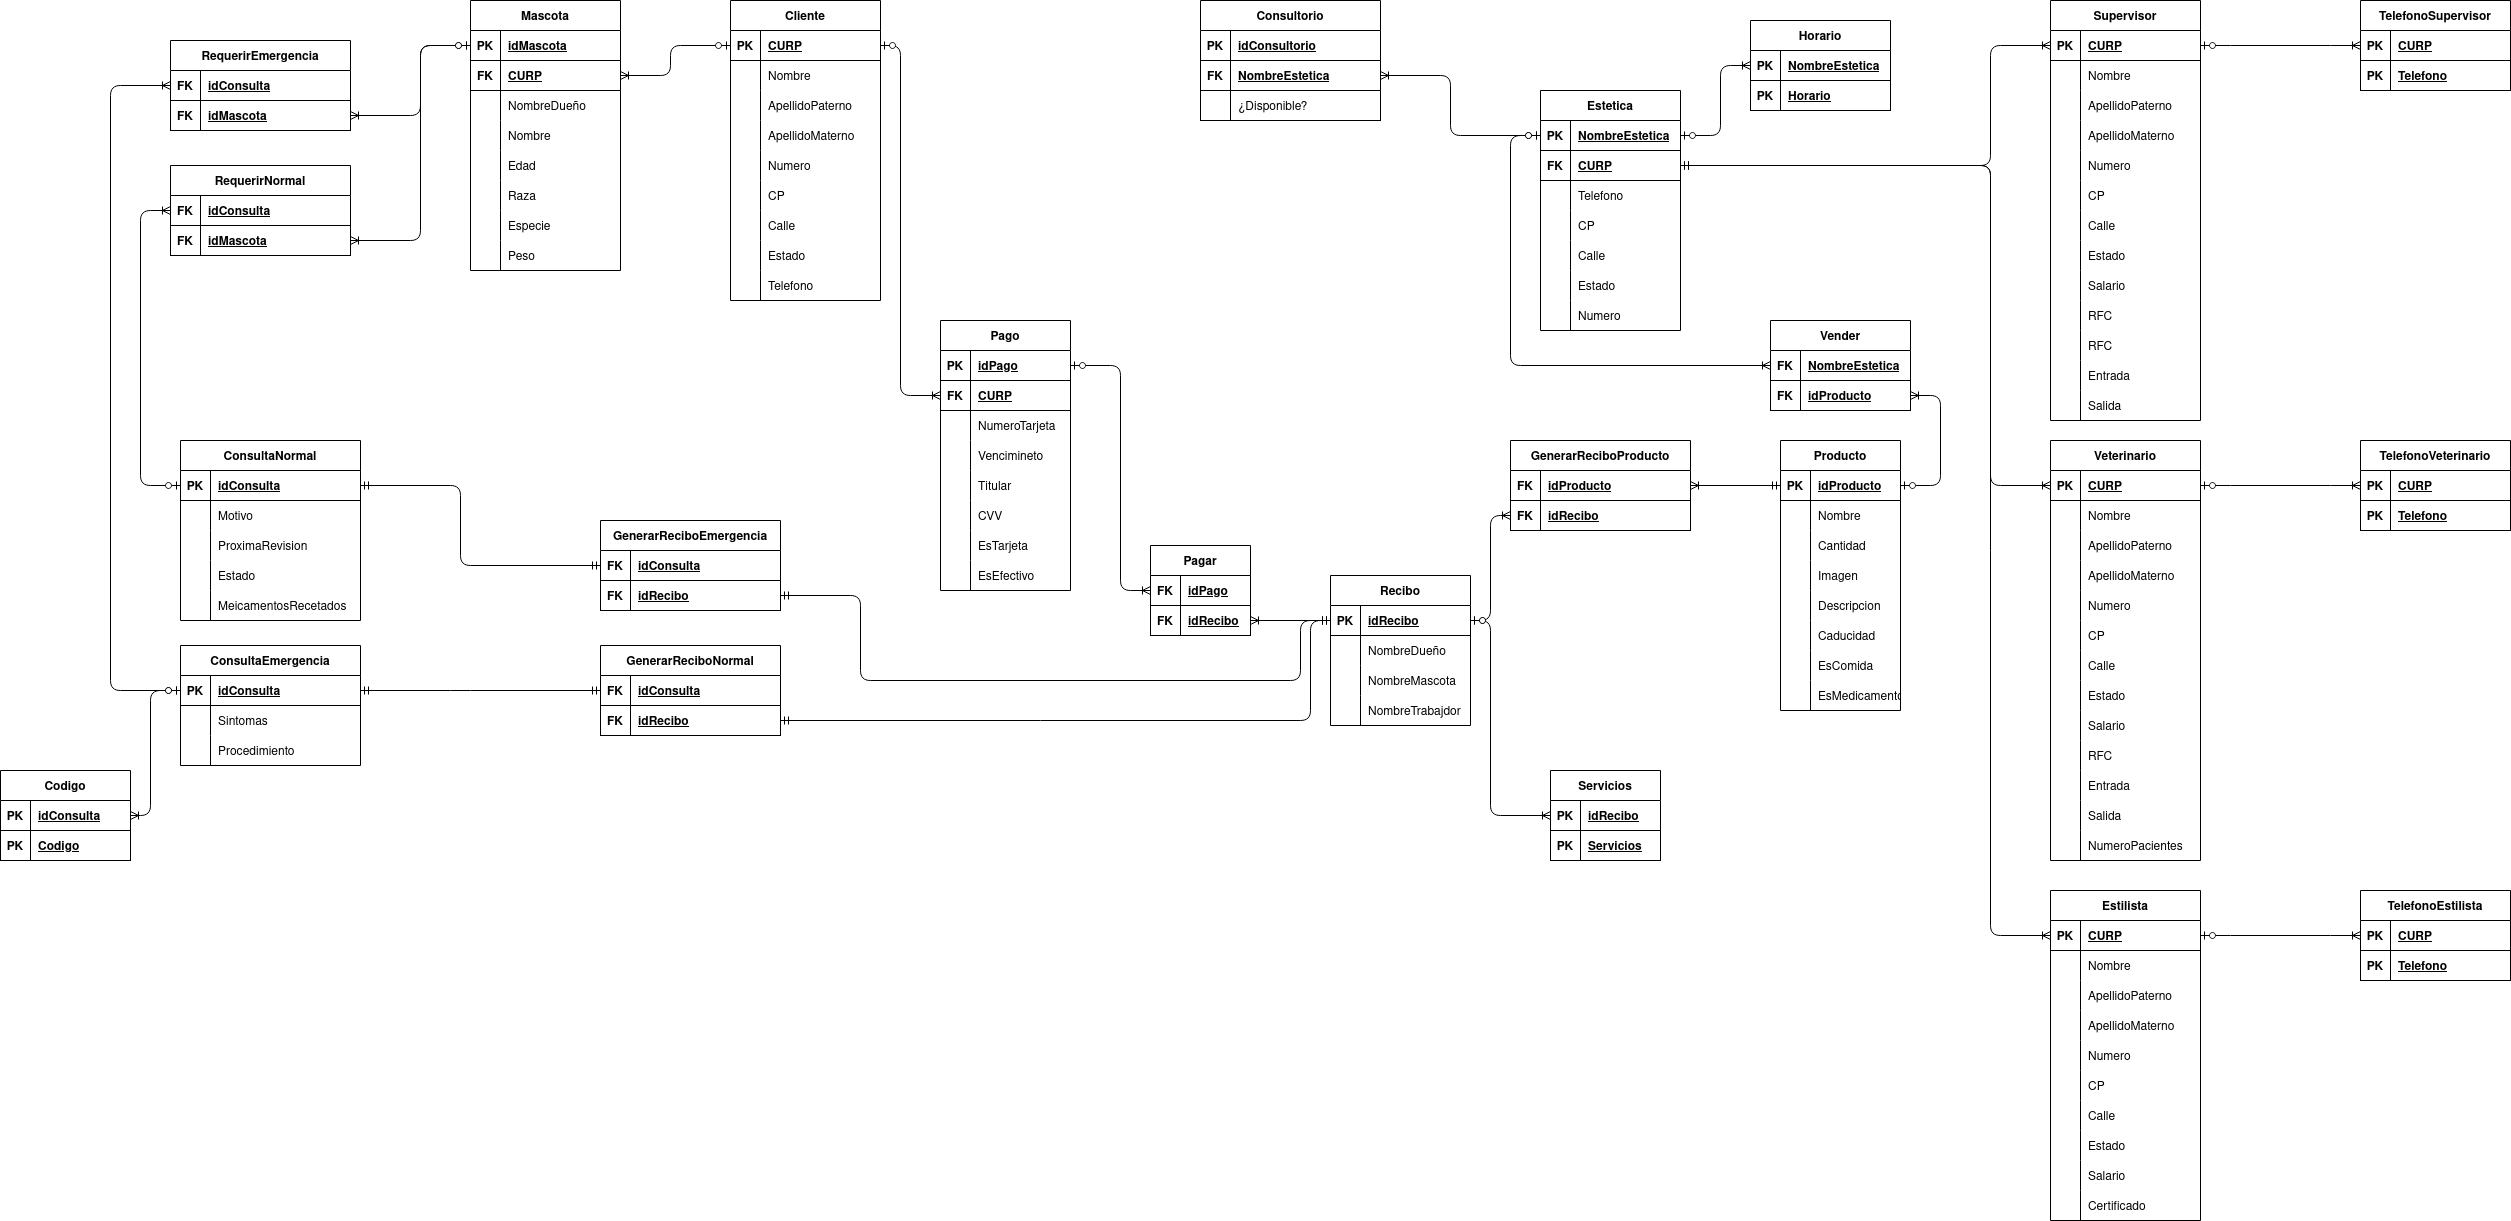 Mascota
PK idMascota
FK CURP
NombreDueño
Nombre
Edad
Raza
Especie
Peso
Cliente
PK CURP
Nombre
ApellidoPaterno
ApellidoMaterno
Numero
CP
Calle
Estado
Telefono
Consultorio
PK idConsultorio
FK NombreEstetica
¿Disponible?
Horario
PK NombreEstetica
PK Horario
Supervisor
PK CURP
Nombre
ApellidoPaterno
ApellidoMaterno
Numero
CP
Calle
Estado
Salario
RFC
RFC
Entrada
Salida
TelefonoSupervisor
PK CURP
PK Telefono
RequerirEmergencia
FK idConsulta
FK idMascota
RequerirNormal
FK idConsulta
FK idMascota
Estetica
PK NombreEstetica
FK CURP
Telefono
CP
Calle
Estado
Numero
Pago
PK idPago
FK CURP
NumeroTarjeta
Vencimineto
Titular
CVV
EsTarjeta
EsEfectivo
Vender
FK NombreEstetica
FK idProducto
ConsultaNormal
PK idConsulta
Motivo
ProximaRevision
Estado
MeicamentosRecetados
GenerarReciboEmergencia
FK idConsulta
FK idRecibo
Pagar
FK idPago
FK idRecibo
Recibo
PK idRecibo
NombreDueño
NombreMascota
NombreTrabajdor
GenerarReciboProducto
FK idProducto
FK idRecibo
Producto
PK idProducto
Nombre
Cantidad
Imagen
Descripcion
Caducidad
EsComida
EsMedicamento
Veterinario
PK CURP
Nombre
ApellidoPaterno
ApellidoMaterno
Numero
CP
Calle
Estado
Salario
RFC
Entrada
Salida
NumeroPacientes
TelefonoVeterinario
PK CURP
PK Telefono
ConsultaEmergencia
PK idConsulta
Sintomas
Procedimiento
GenerarReciboNormal
FK idConsulta
FK idRecibo
Codigo
PK idConsulta
PK Codigo
Servicios
PK idRecibo
PK Servicios
Estilista
PK CURP
Nombre
ApellidoPaterno
ApellidoMaterno
Numero
CP
Calle
Estado
Salario
Certificado
TelefonoEstilista
PK CURP
PK Telefono